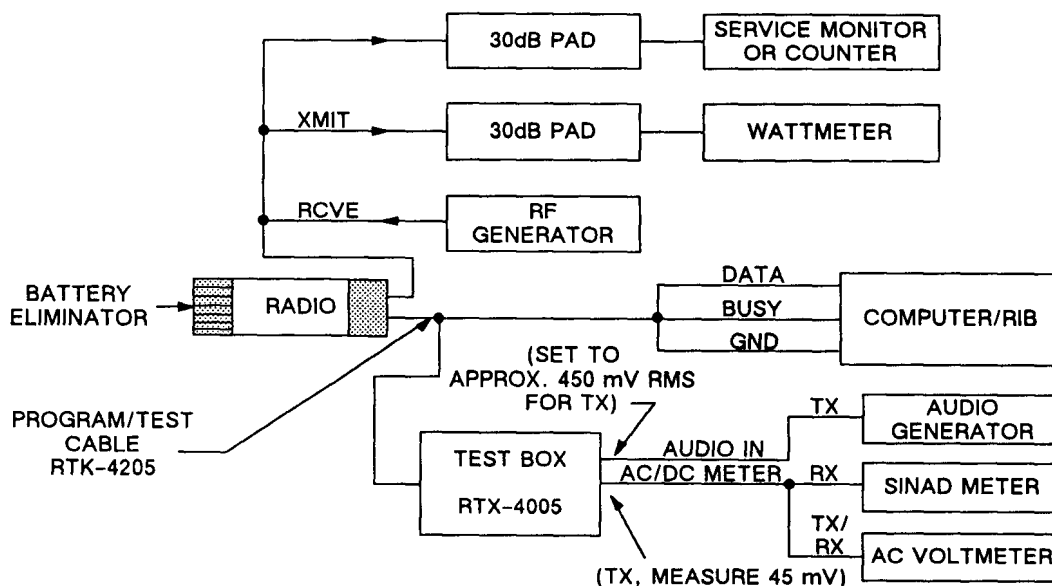 30dB PAD
SERVICE MONITOR
OR COUNTER
XMIT
30dB PAD
WATTMETER
RCVE
RF
GENERATOR
BATTERY
ELIMINATOR
RADIO
DATA
BUSY
GND
COMPUTER/RIB
(SET TO
APPROX. 450 mV RMS
FOR TX)
PROGRAM/TEST
CABLE
RTK-4205
TEST BOX
RTX-4005
AUDIO IN
AC/DC METER
TX
AUDIO
GENERATOR
RX
SINAD METER
TX/
RX
AC VOLTMETER
(TX, MEASURE 45 mV)